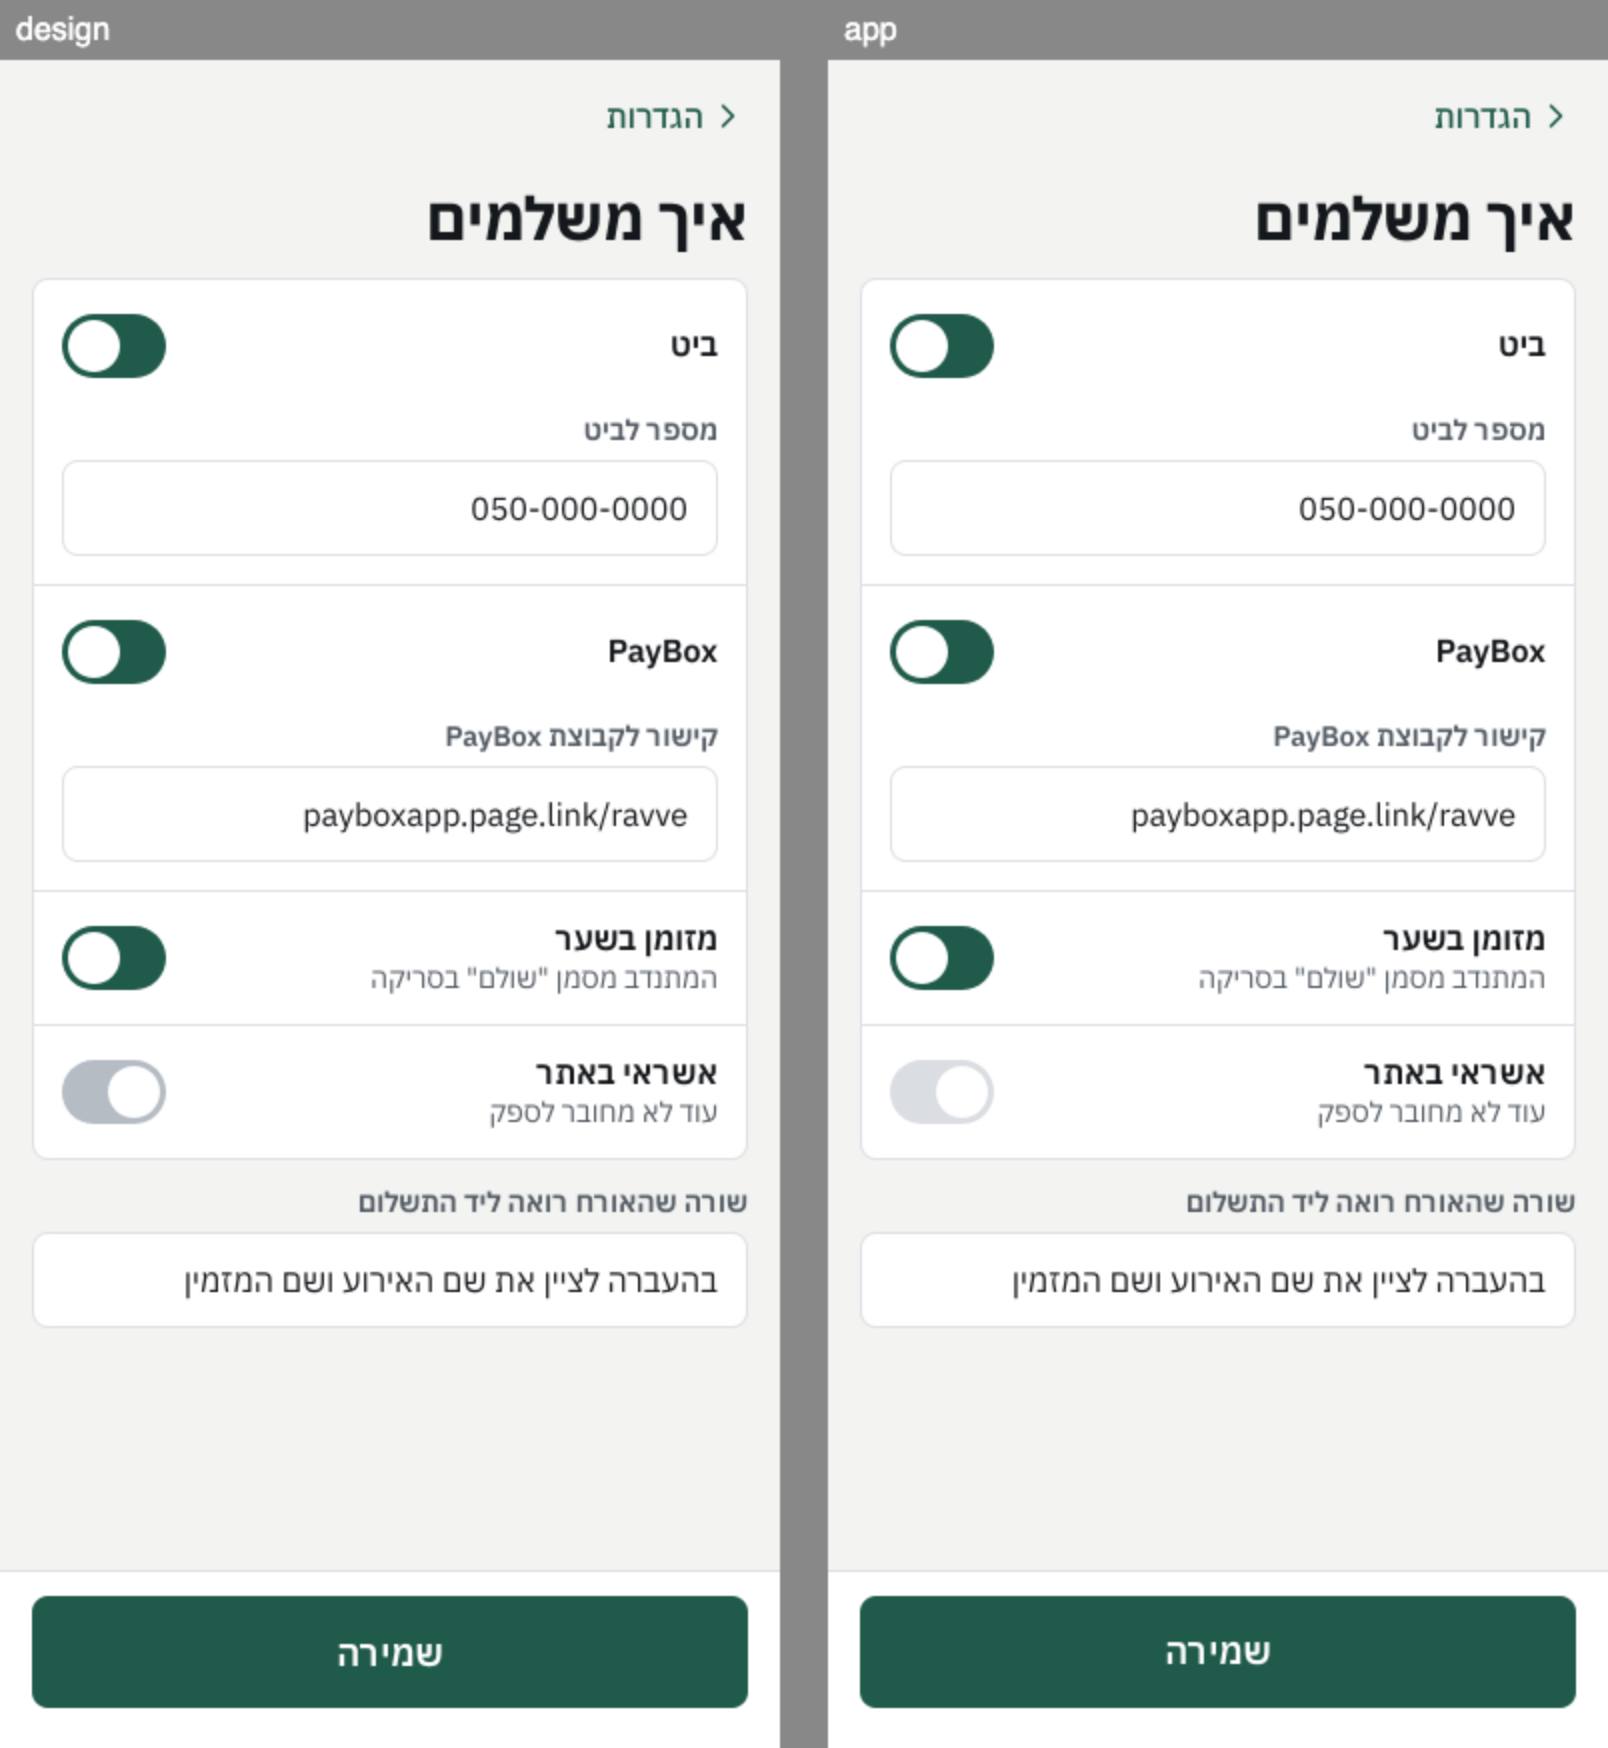 design
הגדרות
איך משלמים
ביט
מספר לביט
050-000-0000
PayBox
קישור לקבוצת PayBox
payboxapp.page.link/ravve
מזומן בשער
המתנדב מסמן "שולם" בסריקה
אשראי באתר
עוד לא מחובר לספק
שורה שהאורח רואה ליד התשלום
בהעברה לציין את שם האירוע ושם המזמין
שמירה
app
הגדרות
איך משלמים
ביט
מספר לביט
050-000-0000
PayBox
קישור לקבוצת PayBox
payboxapp.page.link/ravve
מזומן בשער
המתנדב מסמן "שולם" בסריקה
אשראי באתר
עוד לא מחובר לספק
שורה שהאורח רואה ליד התשלום
בהעברה לציין את שם האירוע ושם המזמין
שמירה